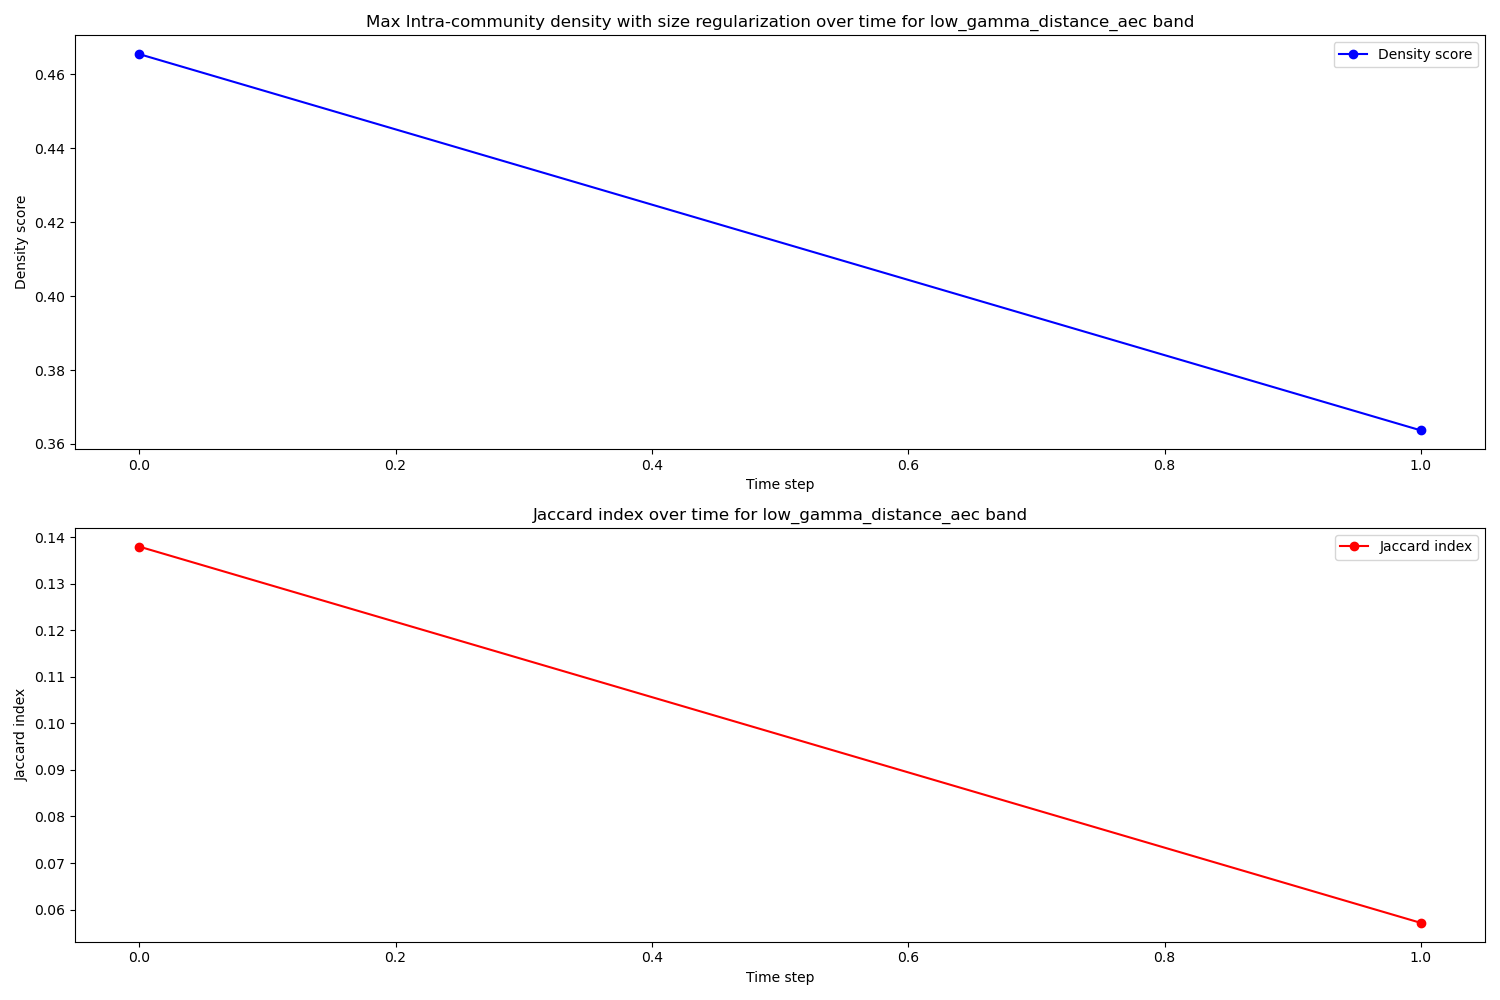 Max Intra-community density with size regularization over time for low_gamma_distance_aec band
Density score
0.46
0.44
0.42
0.40
0.38
0.36
Density score
0.0 0.2 0.4 0.6 0.8 1.0
Time step
Jaccard index over time for low_gamma_distance_aec band
Jaccard index
0.14
0.13
0.12
0.11
0.10
0.09
0.08
0.07
0.06
Jaccard index
0.0 0.2 0.4 0.6 0.8 1.0
Time step